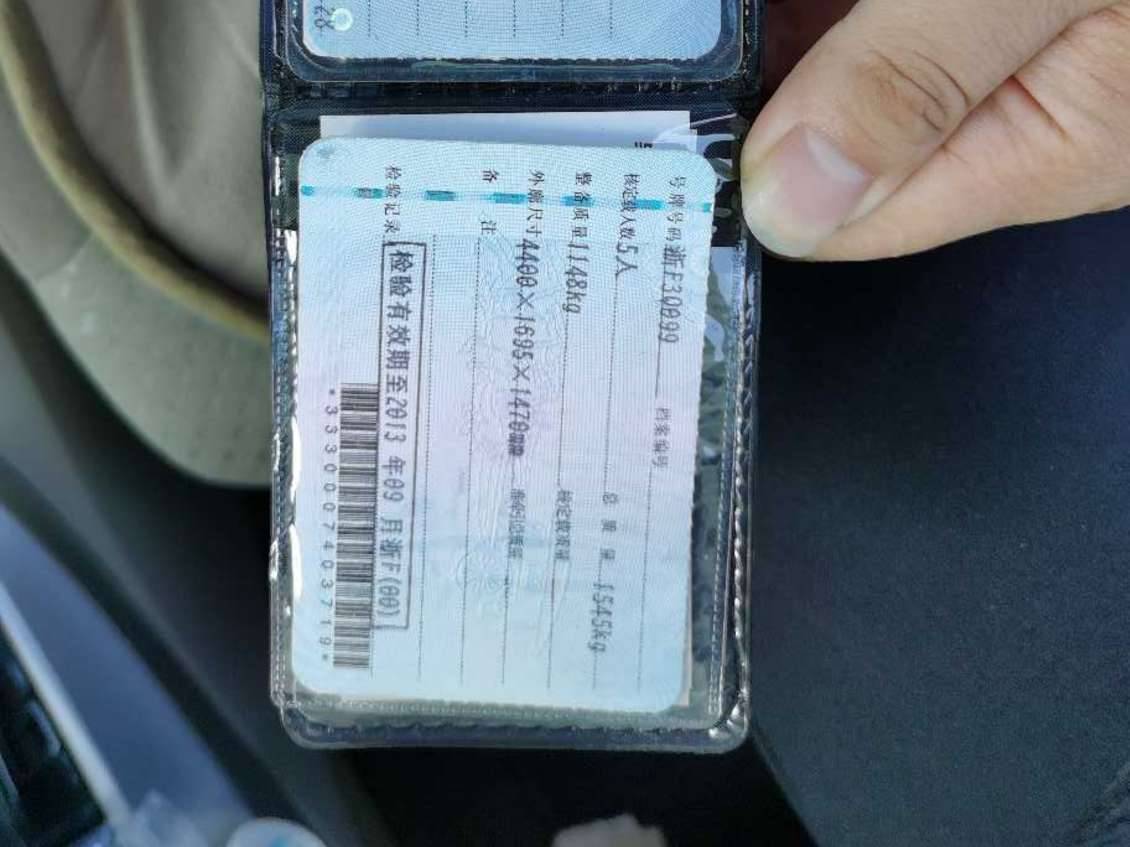 号牌号码 浙F3Q099 档案编号
核定载人数 5人 总质量 1545kg
整备质量 1148kg 核定载质量
外廓尺寸 4400×1695×1470mm 准牵引总质量
备注
检验记录 检验有效期至2013年09月浙F(00)
*3330007403719*